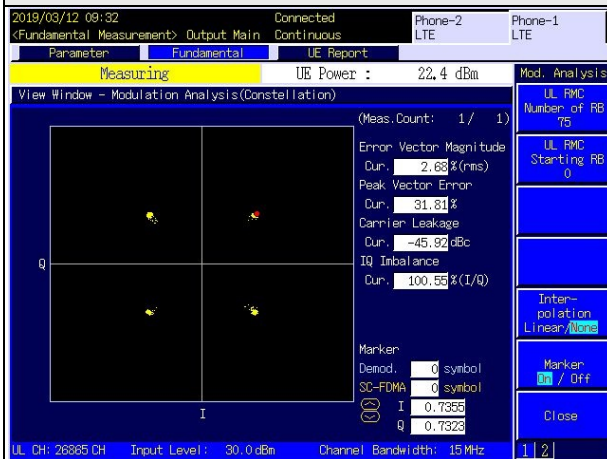 2019/03/12 09:32 Connected Phone-2 Phone-1
<Fundamental Measurement> Output Main Continuous LTE LTE
Parameter Fundamental UE Report
Measuring UE Power : 22.4 dBm Mod. Analysis
View Window - Modulation Analysis(Constellation)
UL RMC
Number of RB
75
(Meas.Count: 1/ 1)
UL RMC
Starting RB
0
Error Vector Magnitude
Cur. 2.68 %(rms)
Peak Vector Error
Cur. 31.81 %
Carrier Leakage
Cur. -45.92 dBc
IQ Imbalance
Cur. 100.55 %(I/Q)
Q
I
Inter-
polation
Linear/None
Marker
Demod. 0 symbol
SC-FDMA 0 symbol
I 0.7355
Q 0.7323
Marker
On / Off
Close
UL CH: 26865 CH Input Level: 30.0 dBm Channel Bandwidth: 15 MHz 1 2